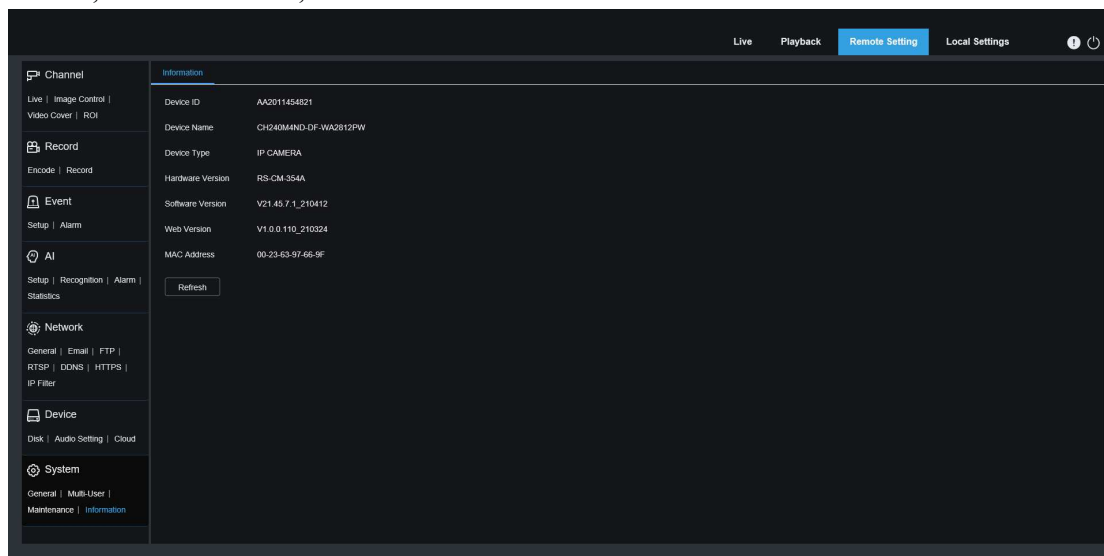 Live Playback Remote Setting Local Settings
Channel
Live | Image Control |
Video Cover | ROI
Record
Encode | Record
Event
Setup | Alarm
AI
Setup | Recognition | Alarm |
Statistics
Network
General | Email | FTP |
RTSP | DDNS | HTTPS |
IP Filter
Device
Disk | Audio Setting | Cloud
System
General | Multi-User |
Maintenance | Information
Information
Device ID AA2011454821
Device Name CH240M4ND-DF-WA2812PW
Device Type IP CAMERA
Hardware Version RS-CM-354A
Software Version V21.45.7.1_210412
Web Version V1.0.0.110_210324
MAC Address 00-23-63-97-66-9F
Refresh